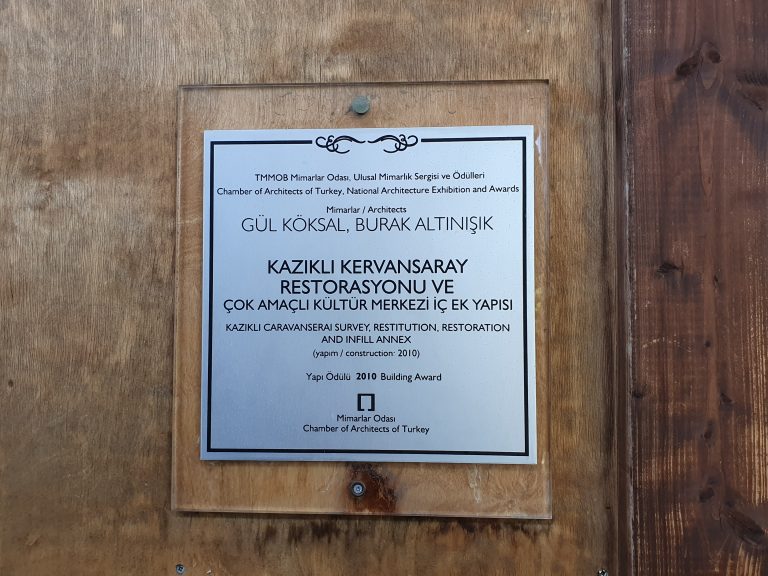 TMMOB Mimarlar Odası, Ulusal Mimarlık Sergisi ve Ödülleri
Chamber of Architects of Turkey, National Architecture Exhibition and Awards
Mimarlar / Architects
GÜL KÖKSAL, BURAK ALTINIŞIK
KAZIKLI KERVANSARAY
RESTORASYONU VE
ÇOK AMAÇLI KÜLTÜR MERKEZİ İÇ EK YAPISI
KAZIKLI CARAVANSERAI SURVEY, RESTITUTION, RESTORATION
AND INFILL ANNEX
(yapım / construction: 2010)
Yapı Ödülü 2010 Building Award
Mimarlar Odası
Chamber of Architects of Turkey